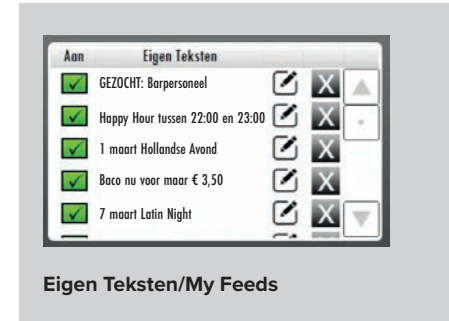 Aan Eigen Teksten
GEZOCHT: Barpersoneel X
Happy Hour tussen 22:00 en 23:00 X
1 maart Hollandse Avond X
Baco nu voor maar € 3,50 X
7 maart Latin Night X
Eigen Teksten/My Feeds